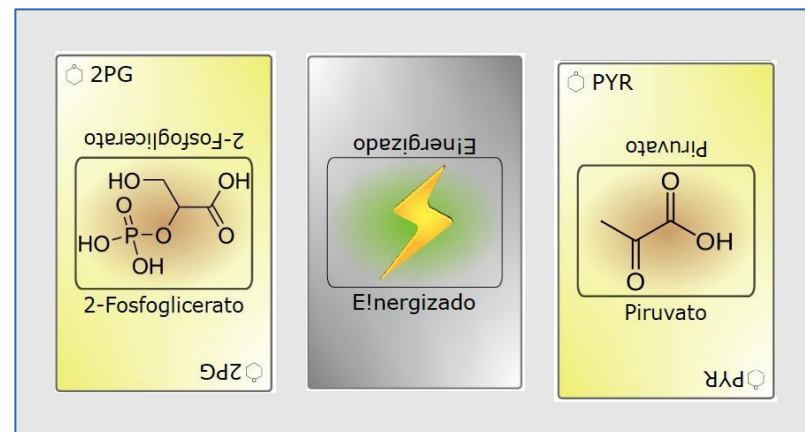 2PG
2-Fosfoglicerato
HO
OH
O
O
HO
P
O
OH
2-Fosfoglicerato
2PG
E!nergizado
E!nergizado
PYR
Piruvato
O
OH
O
Piruvato
PYR